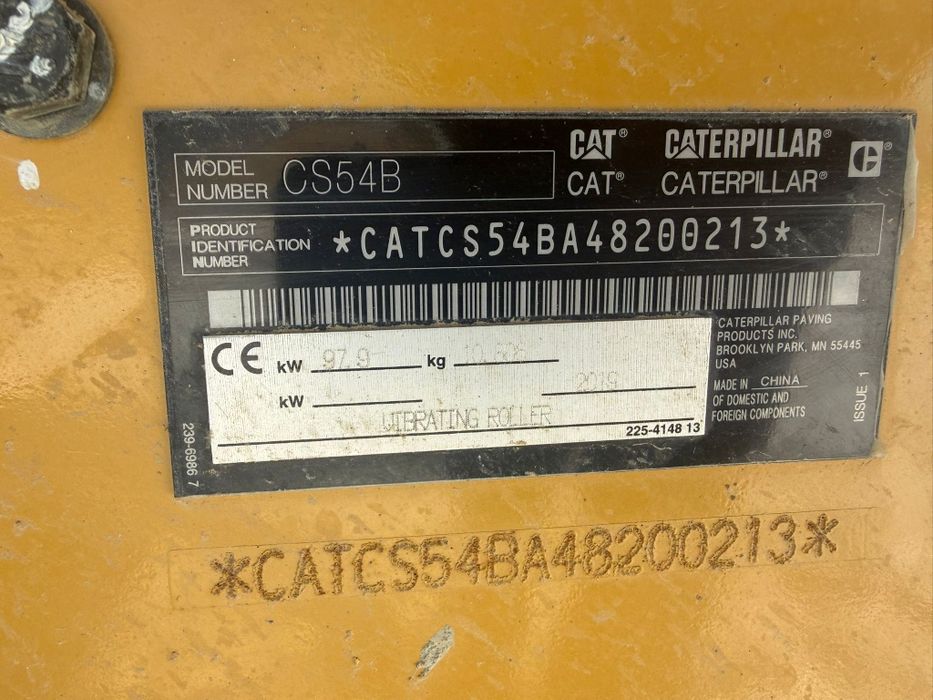 CAT® CATERPILLAR®
CAT® CATERPILLAR®
MODEL NUMBER CS54B
PRODUCT IDENTIFICATION NUMBER *CATCS54BA48200213*
CE kW 97.9 kg
kW 2019
VIBRATING ROLLER
225-4148 13
CATERPILLAR PAVING
PRODUCTS INC.
BROOKLYN PARK, MN 55445
USA
MADE IN CHINA
OF DOMESTIC AND
FOREIGN COMPONENTS
ISSUE 1
239-6986 7
*CATCS54BA48200213*